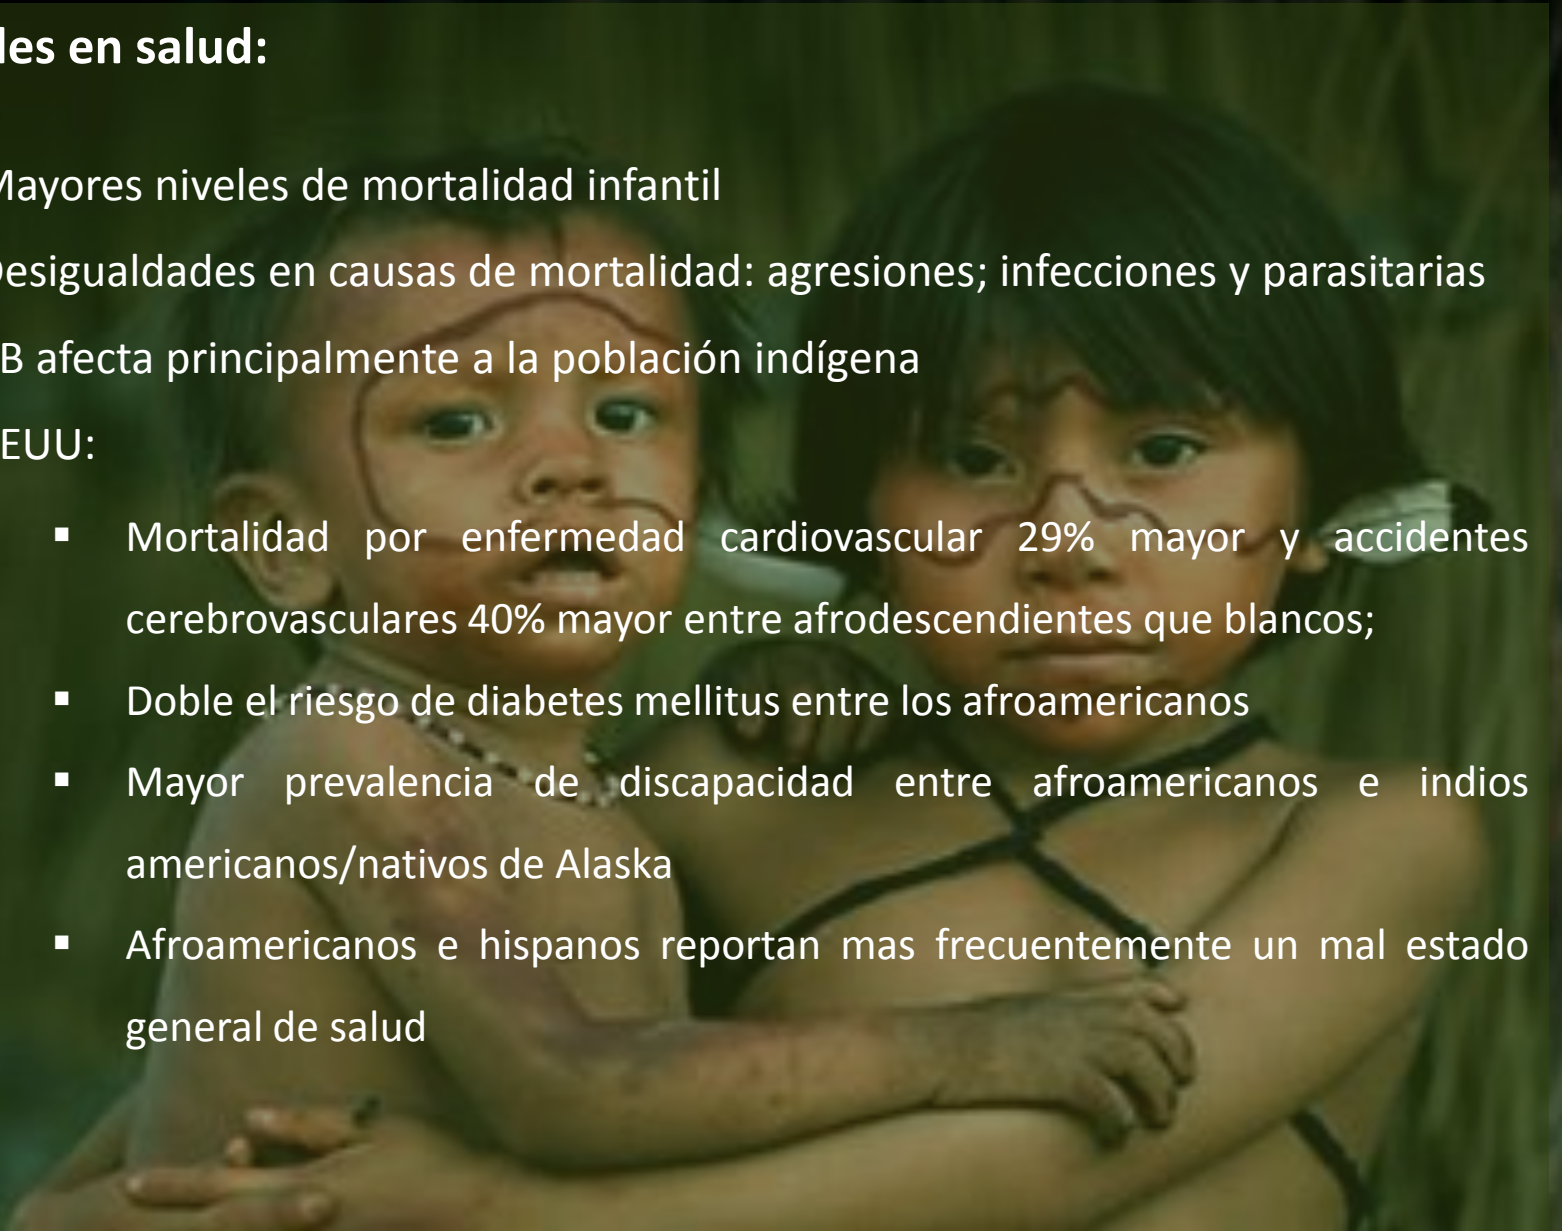 les en salud:
Mayores niveles de mortalidad infantil
Desigualdades en causas de mortalidad: agresiones; infecciones y parasitarias
B afecta principalmente a la población indígena
EUU:
▪ Mortalidad por enfermedad cardiovascular 29% mayor y accidentes
cerebrovasculares 40% mayor entre afrodescendientes que blancos;
▪ Doble el riesgo de diabetes mellitus entre los afroamericanos
▪ Mayor prevalencia de discapacidad entre afroamericanos e indios
americanos/nativos de Alaska
▪ Afroamericanos e hispanos reportan mas frecuentemente un mal estado
general de salud